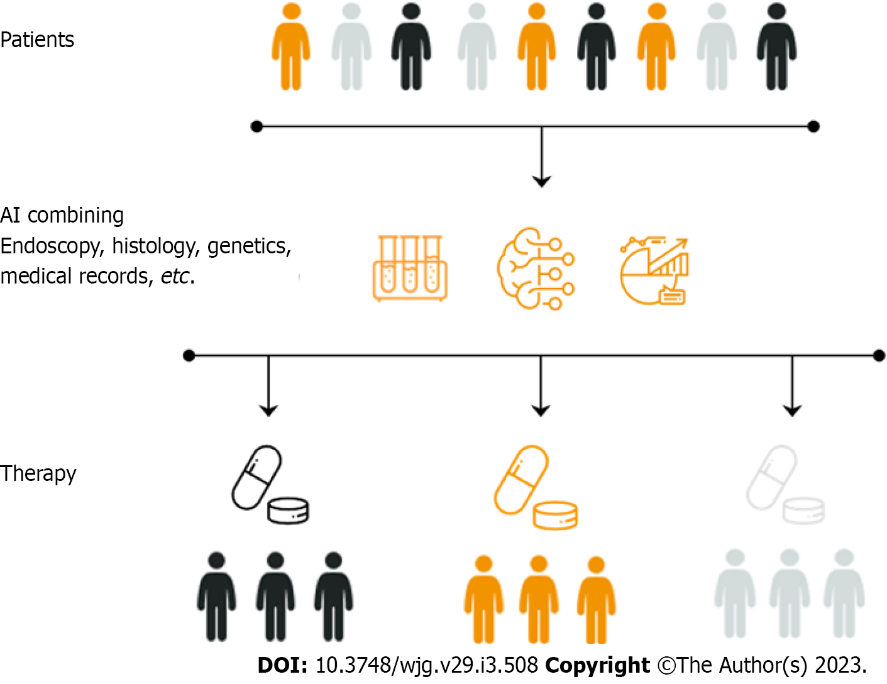 Patients
AI combining
Endoscopy, histology, genetics,
medical records, etc.
Therapy
DOI: 10.3748/wjg.v29.i3.508 Copyright ©The Author(s) 2023.